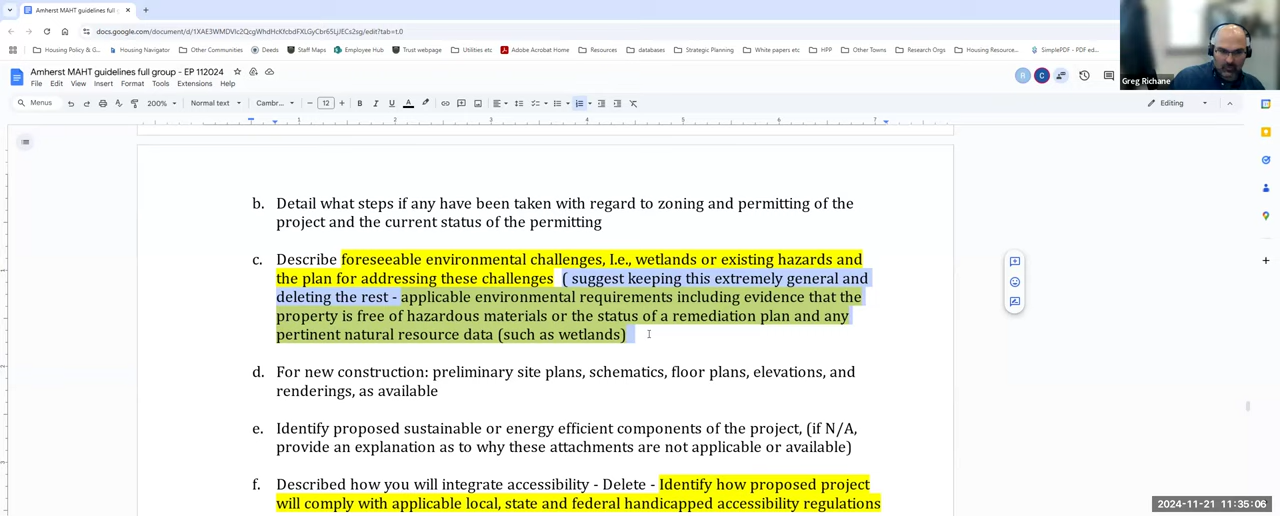 docs.google.com/document/d/1XAE3WMDVlc2QcgWhdHcKfcbdFXLGyCbr65LJJECs2sg/edit?tab=t.0
Housing Policy & G...
Housing Navigator
Other Communities
Deeds
Staff Maps
Employee Hub
Trust webpage
Utilities etc
Adobe Acrobat Home
Resources
databases
Strategic Planning
White papers etc
HPP
Other Towns
Research Orgs
Housing Resource...
SimplePDF - PDF ed...
Greg Richane
Amherst MAHT guidelines full group - EP 112024
File Edit View Insert Format Tools Extensions Help
R
C
Menus
200%
Normal text
Cambr...
12
Editing
1 2 3 4 5 6 7
b. Detail what steps if any have been taken with regard to zoning and permitting of the
project and the current status of the permitting
c. Describe foreseeable environmental challenges, I.e., wetlands or existing hazards and
the plan for addressing these challenges ( suggest keeping this extremely general and
deleting the rest - applicable environmental requirements including evidence that the
property is free of hazardous materials or the status of a remediation plan and any
pertinent natural resource data (such as wetlands)
d. For new construction: preliminary site plans, schematics, floor plans, elevations, and
renderings, as available
e. Identify proposed sustainable or energy efficient components of the project, (if N/A,
provide an explanation as to why these attachments are not applicable or available)
f. Described how you will integrate accessibility - Delete - Identify how proposed project
will comply with applicable local, state and federal handicapped accessibility regulations
2024-11-21 11:35:06